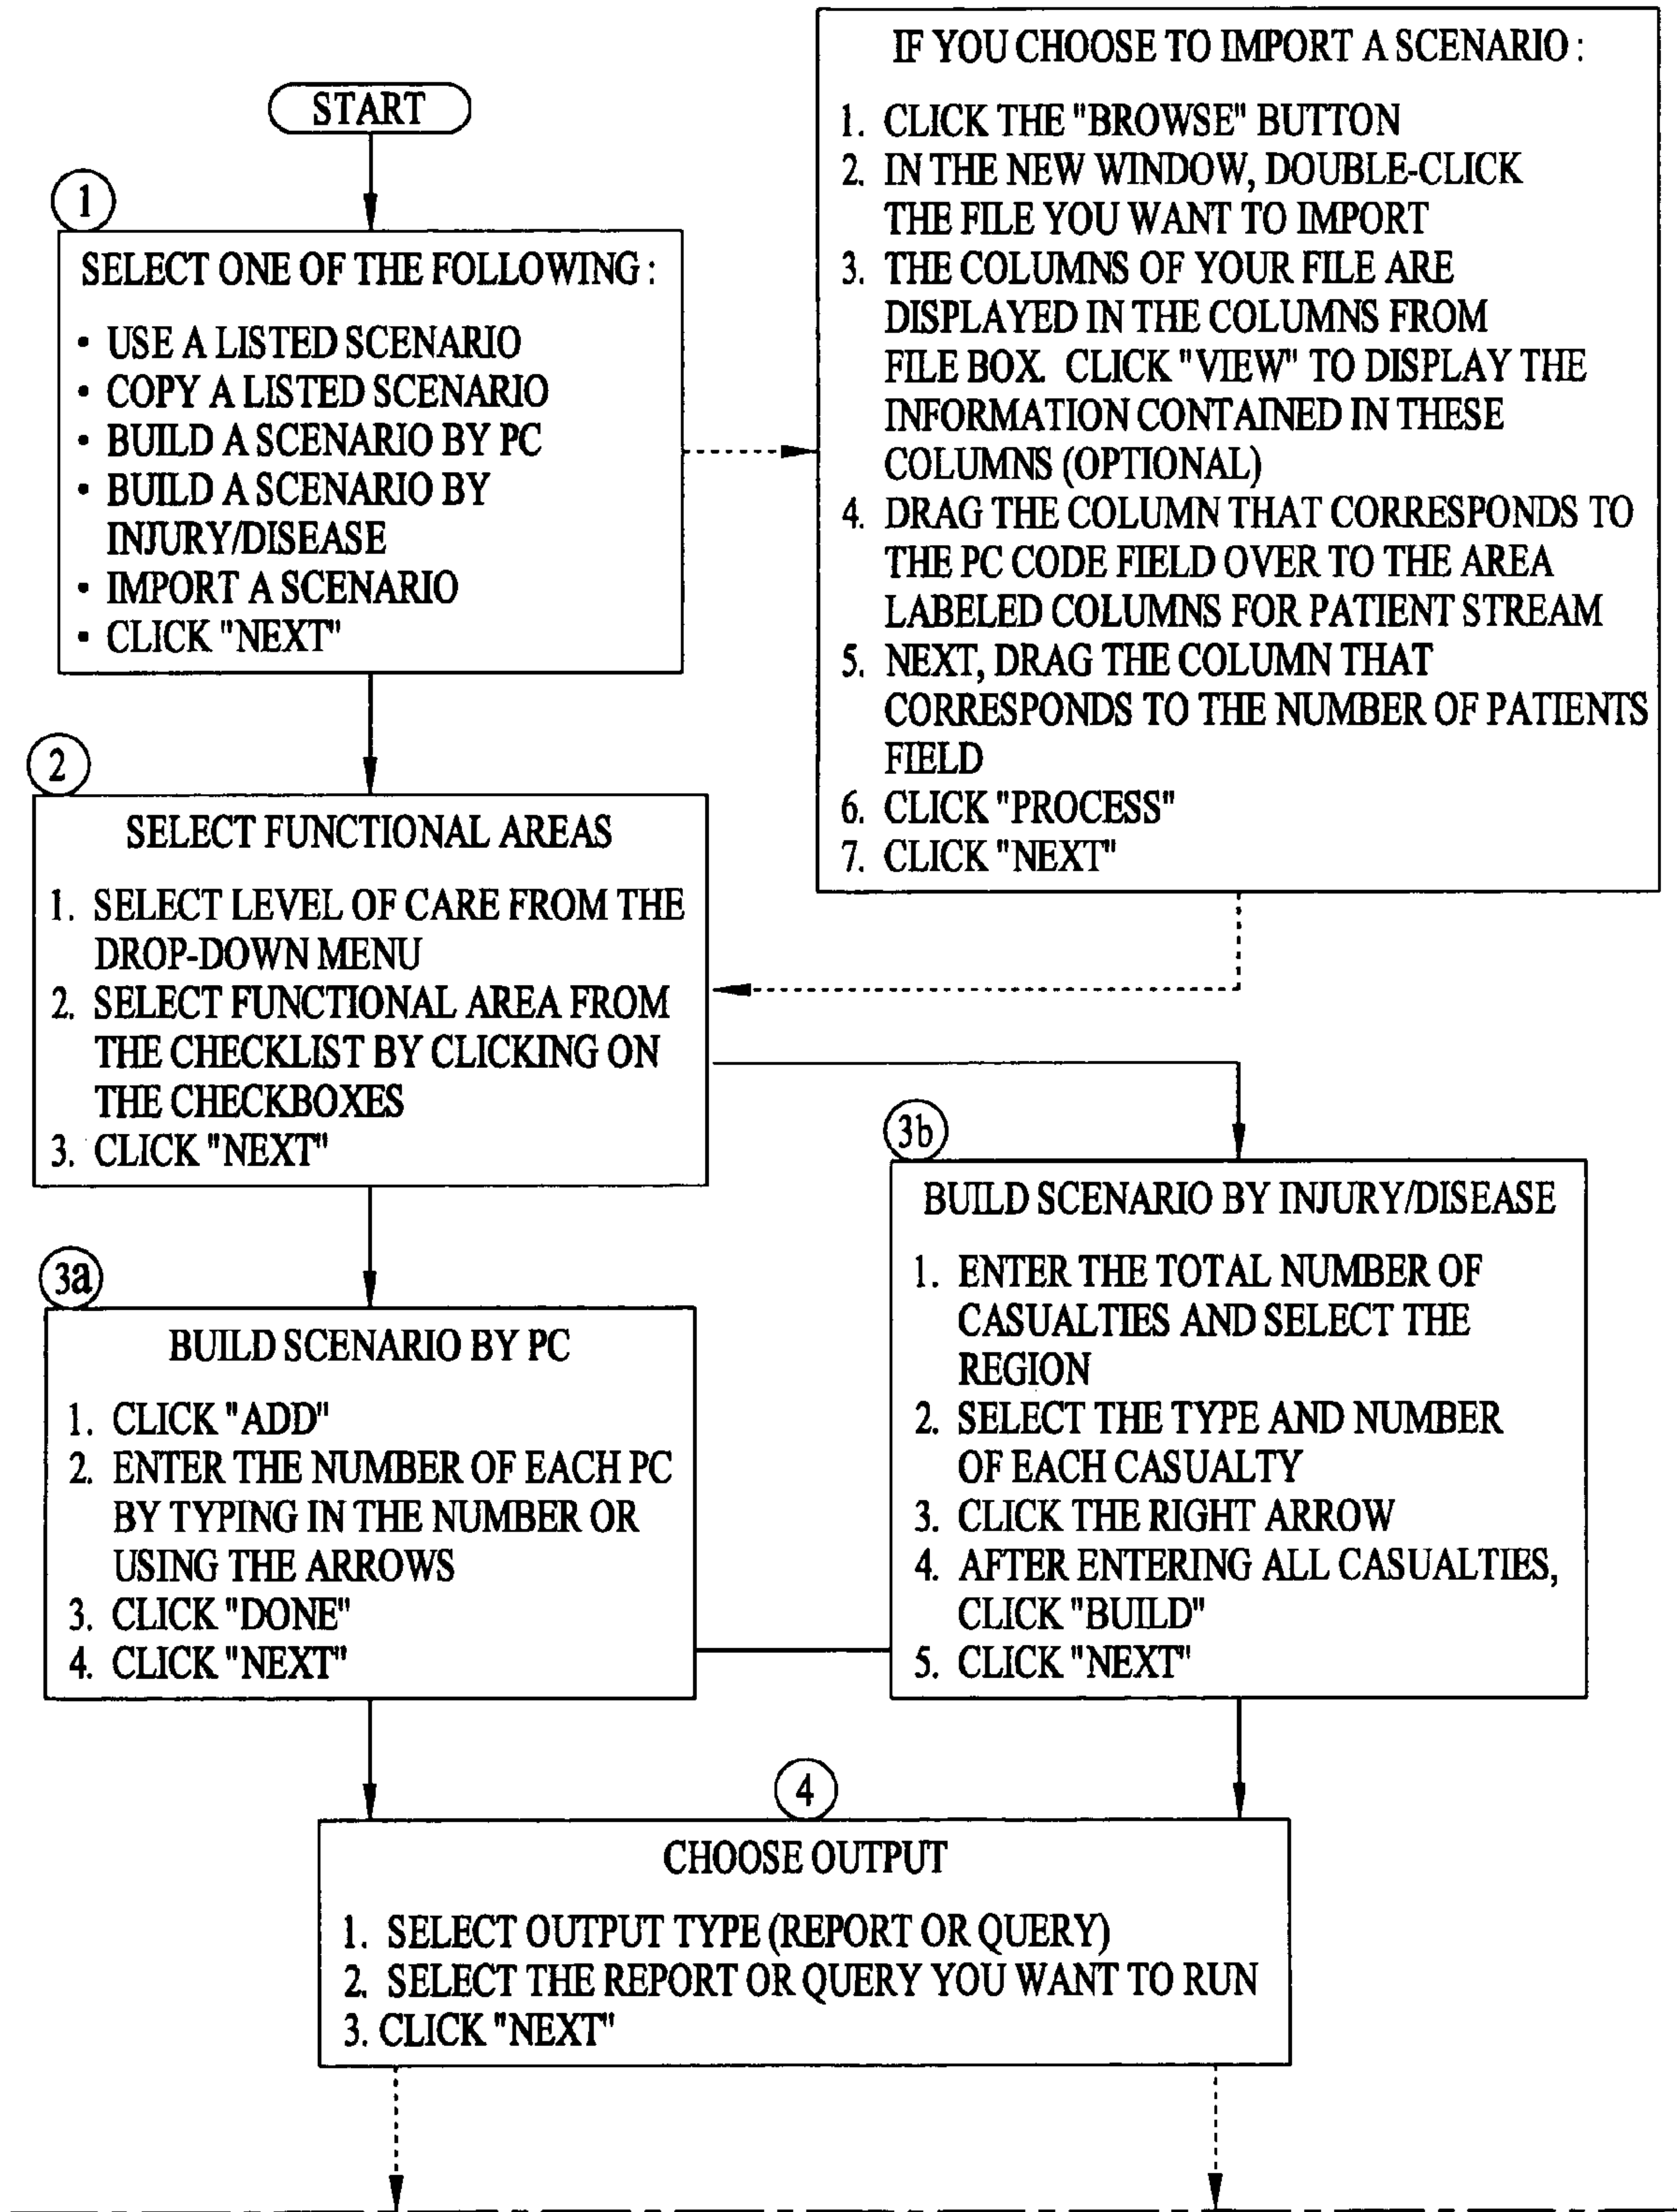 START
1
SELECT ONE OF THE FOLLOWING :
• USE A LISTED SCENARIO
• COPY A LISTED SCENARIO
• BUILD A SCENARIO BY PC
• BUILD A SCENARIO BY
INJURY/DISEASE
• IMPORT A SCENARIO
• CLICK "NEXT"
IF YOU CHOOSE TO IMPORT A SCENARIO :
1. CLICK THE "BROWSE" BUTTON
2. IN THE NEW WINDOW, DOUBLE-CLICK
THE FILE YOU WANT TO IMPORT
3. THE COLUMNS OF YOUR FILE ARE
DISPLAYED IN THE COLUMNS FROM
FILE BOX. CLICK "VIEW" TO DISPLAY THE
INFORMATION CONTAINED IN THESE
COLUMNS (OPTIONAL)
4. DRAG THE COLUMN THAT CORRESPONDS TO
THE PC CODE FIELD OVER TO THE AREA
LABELED COLUMNS FOR PATIENT STREAM
5. NEXT, DRAG THE COLUMN THAT
CORRESPONDS TO THE NUMBER OF PATIENTS
FIELD
6. CLICK "PROCESS"
7. CLICK "NEXT"
2
SELECT FUNCTIONAL AREAS
1. SELECT LEVEL OF CARE FROM THE
DROP-DOWN MENU
2. SELECT FUNCTIONAL AREA FROM
THE CHECKLIST BY CLICKING ON
THE CHECKBOXES
3. CLICK "NEXT"
3a
BUILD SCENARIO BY PC
1. CLICK "ADD"
2. ENTER THE NUMBER OF EACH PC
BY TYPING IN THE NUMBER OR
USING THE ARROWS
3. CLICK "DONE"
4. CLICK "NEXT"
3b
BUILD SCENARIO BY INJURY/DISEASE
1. ENTER THE TOTAL NUMBER OF
CASUALTIES AND SELECT THE
REGION
2. SELECT THE TYPE AND NUMBER
OF EACH CASUALTY
3. CLICK THE RIGHT ARROW
4. AFTER ENTERING ALL CASUALTIES,
CLICK "BUILD"
5. CLICK "NEXT"
4
CHOOSE OUTPUT
1. SELECT OUTPUT TYPE (REPORT OR QUERY)
2. SELECT THE REPORT OR QUERY YOU WANT TO RUN
3. CLICK "NEXT"